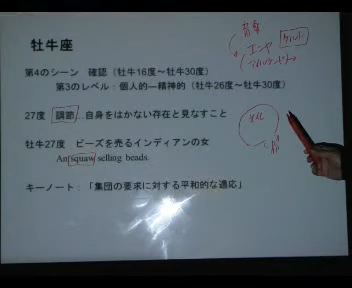 牡牛座
第4のシーン 確認（牡牛16度～牡牛30度）
第3のレベル：個人的―精神的（牡牛26度～牡牛30度）
27度 調節…自身をはかない存在と見なすこと
牡牛27度 ビーズを売るインディアンの女
An squaw selling beads.
キーノート：「集団の要求に対する平和的な適応」